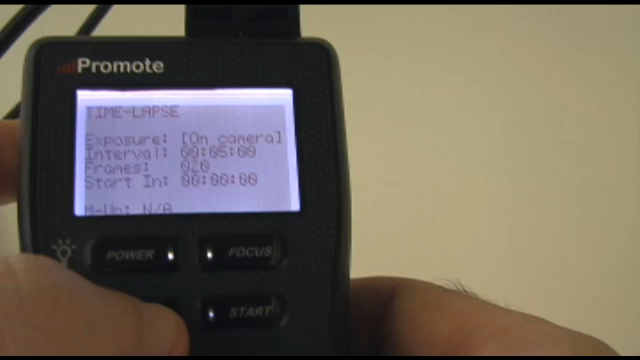 Promote
TIME-LAPSE
Exposure: [On camera]
Interval: 00:05:00
Frames: 020
Start In: 00:00:00
M-Up: N/A
POWER
FOCUS
START